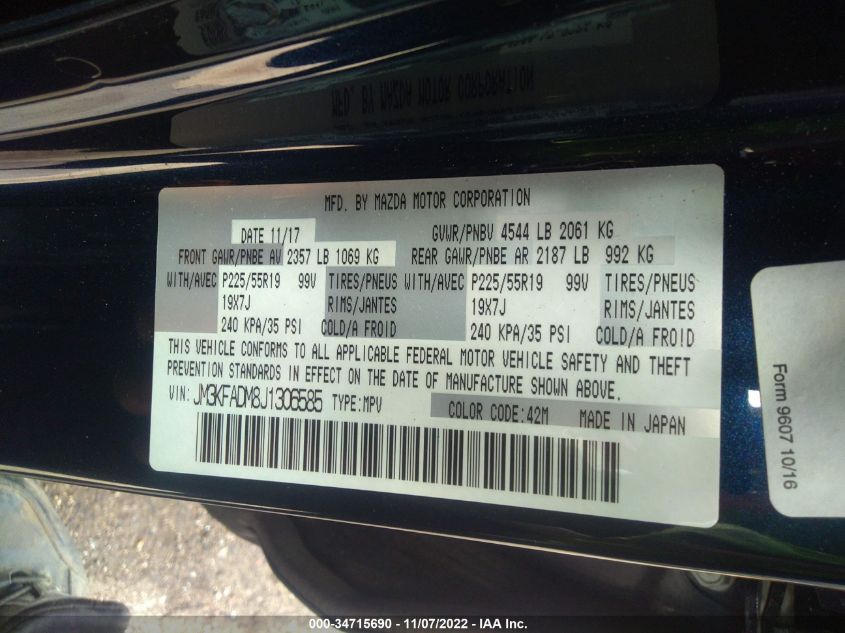 MFD. BY MAZDA MOTOR CORPORATION
DATE 11/17 GVWR/PNBV 4544 LB 2061 KG
FRONT GAWR/PNBE AV 2357 LB 1069 KG REAR GAWR/PNBE AR 2187 LB 992 KG
WITH/AVEC P225/55R19 99V TIRES/PNEUS WITH/AVEC P225/55R19 99V TIRES/PNEUS
19X7J RIMS/JANTES 19X7J RIMS/JANTES
240 KPA/35 PSI COLD/A FROID 240 KPA/35 PSI COLD/A FROID
THIS VEHICLE CONFORMS TO ALL APPLICABLE FEDERAL MOTOR VEHICLE SAFETY AND THEFT
PREVENTION STANDARDS IN EFFECT ON THE DATE OF MANUFACTURE SHOWN ABOVE.
VIN: JM3KFADM8J1306585 TYPE:MPV COLOR CODE:42M MADE IN JAPAN
Form 9607 10/16
000-34715690 - 11/07/2022 - IAA Inc.